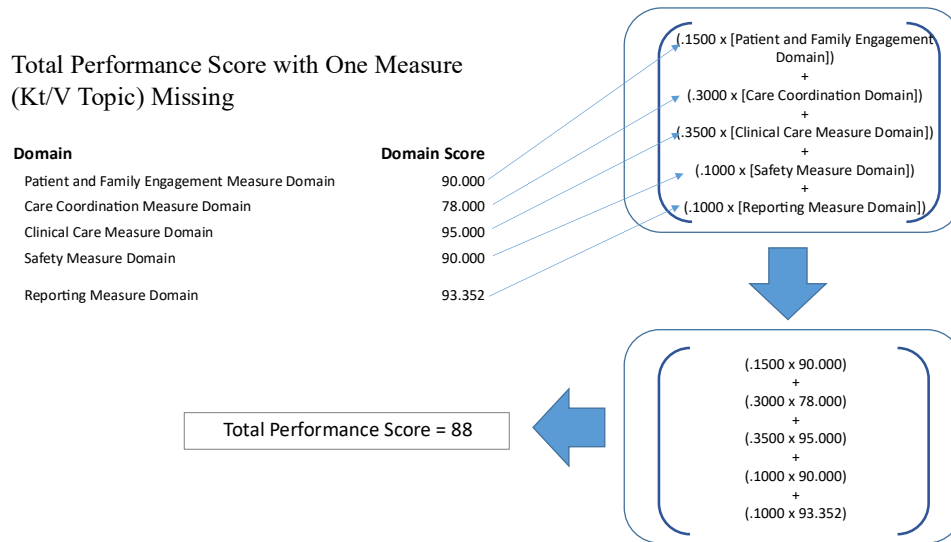 Total Performance Score with One Measure
(Kt/V Topic) Missing
Domain Domain Score
Patient and Family Engagement Measure Domain 90.000
Care Coordination Measure Domain 78.000
Clinical Care Measure Domain 95.000
Safety Measure Domain 90.000
Reporting Measure Domain 93.352
(.1500 x [Patient and Family Engagement
Domain])
+
(.3000 x [Care Coordination Domain])
+
(.3500 x [Clinical Care Measure Domain])
+
(.1000 x [Safety Measure Domain])
+
(.1000 x [Reporting Measure Domain])
(.1500 x 90.000)
+
(.3000 x 78.000)
+
(.3500 x 95.000)
+
(.1000 x 90.000)
+
(.1000 x 93.352)
Total Performance Score = 88